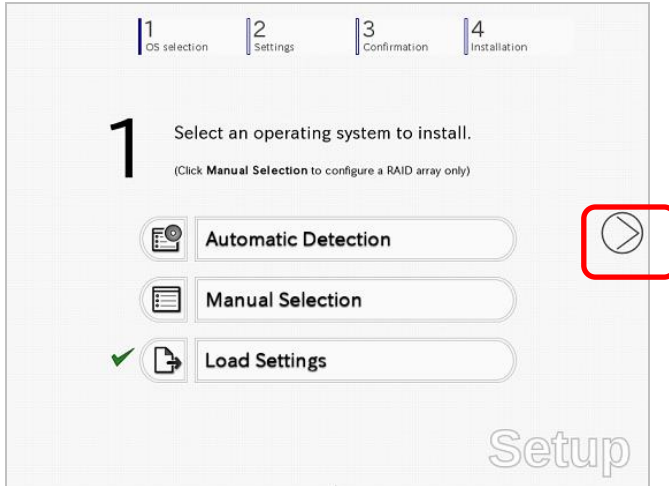 1
OS selection
2
Settings
3
Confirmation
4
Installation
1
Select an operating system to install.
(Click Manual Selection to configure a RAID array only)
Automatic Detection
Manual Selection
Load Settings
Setup